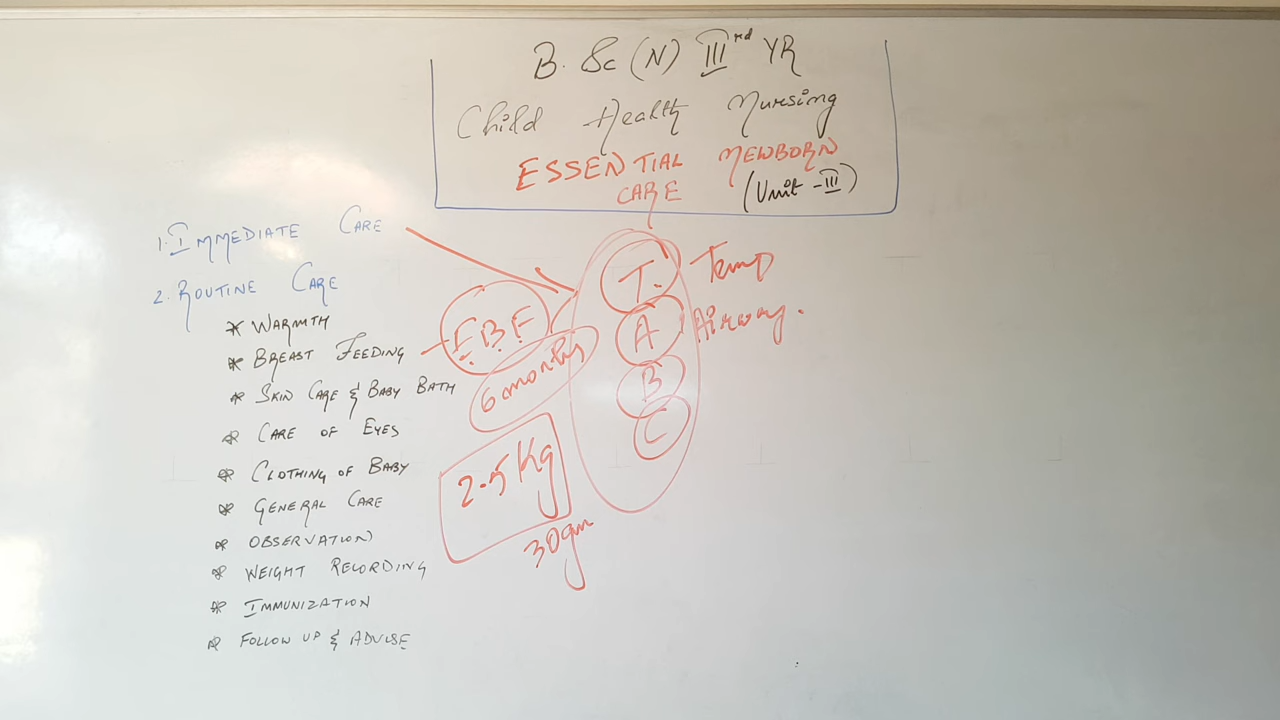 B. Sc (N) IIIrd YR
Child Health Nursing
ESSENTIAL NEWBORN
CARE (Unit - III)
1. IMMEDIATE CARE
2. ROUTINE CARE
* WARMTH
* BREAST FEEDING
* SKIN CARE & BABY BATH
* CARE OF EYES
* CLOTHING OF BABY
* GENERAL CARE
* OBSERVATION
* WEIGHT RECORDING
* IMMUNIZATION
* FOLLOW UP & ADVISE
E.B.F
6 months
2.5 Kg
30gm
T. Temp
A Airway.
B
C